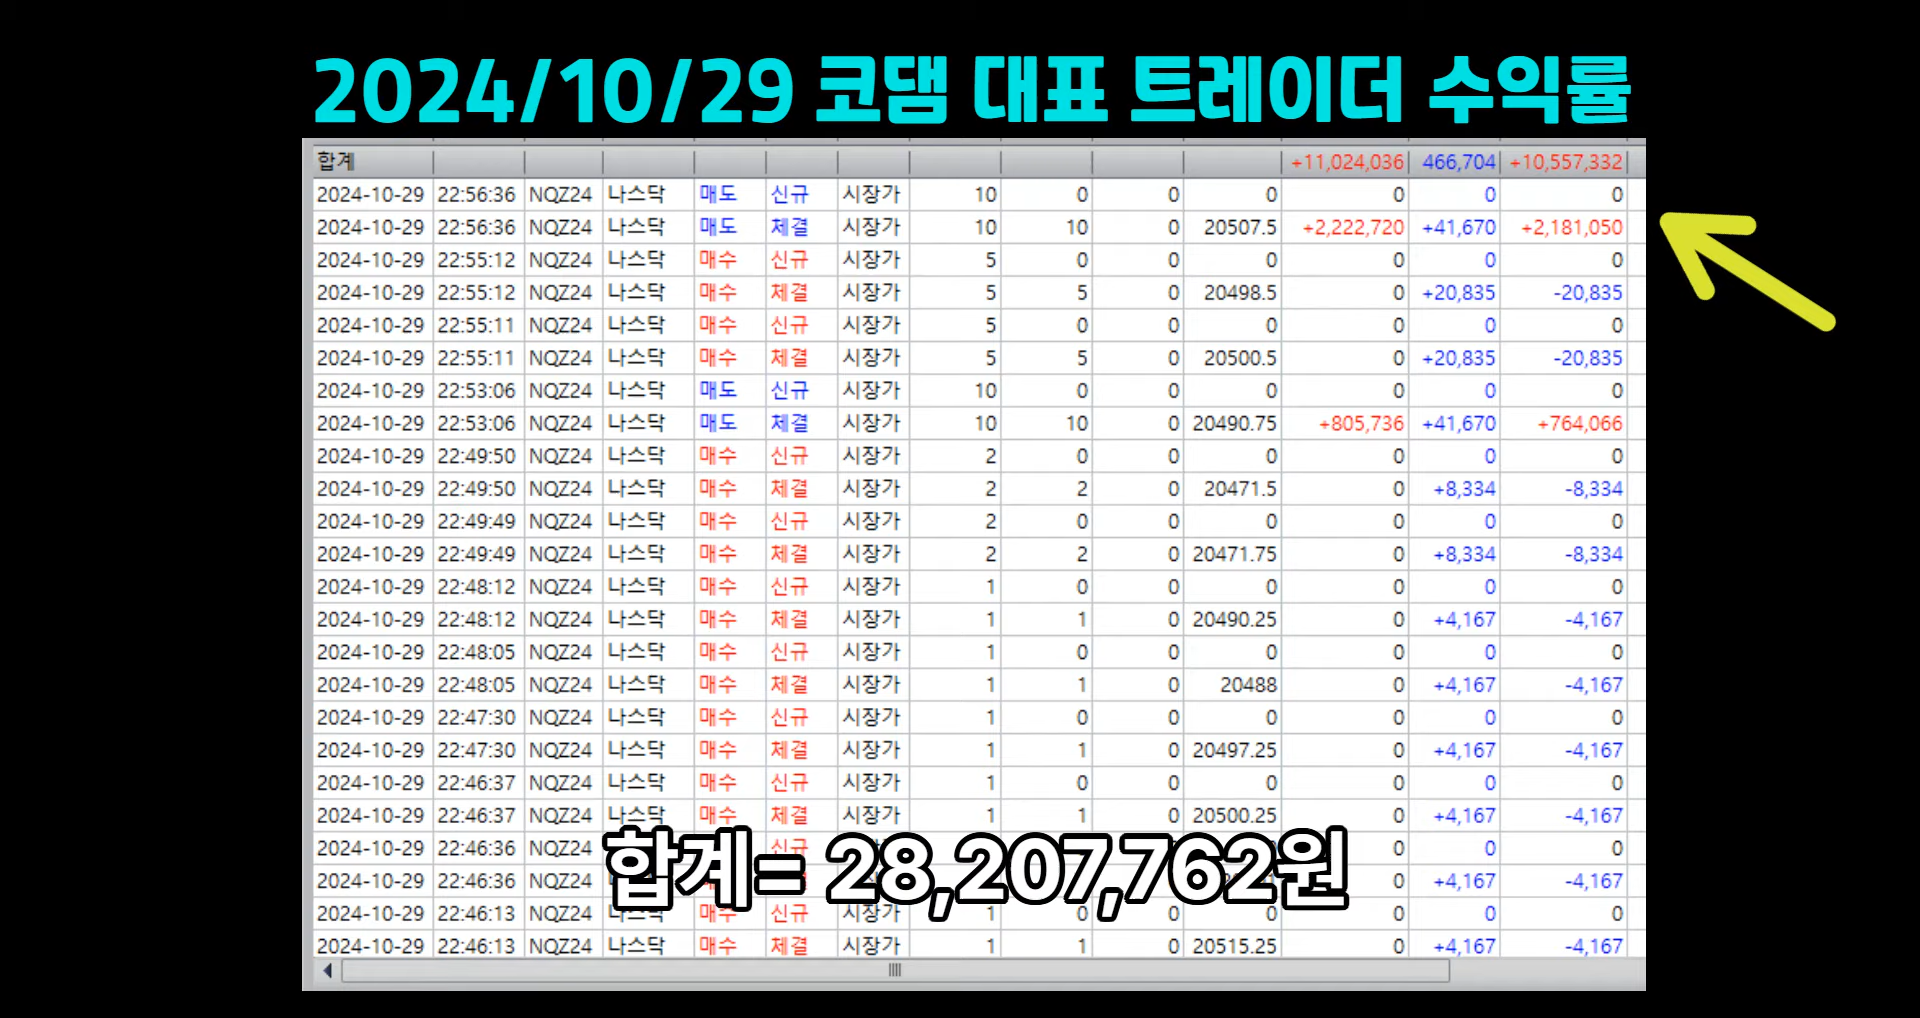 2024/10/29 코댐 대표 트레이더 수익률
합계 +11,024,036 466,704 +10,557,332
2024-10-29 22:56:36 NQZ24 나스닥 매도 신규 시장가 10 0 0 0 0 0 0
2024-10-29 22:56:36 NQZ24 나스닥 매도 체결 시장가 10 10 0 20507.5 +2,222,720 +41,670 +2,181,050
2024-10-29 22:55:12 NQZ24 나스닥 매수 신규 시장가 5 0 0 0 0 0 0
2024-10-29 22:55:12 NQZ24 나스닥 매수 체결 시장가 5 5 0 20498.5 0 +20,835 -20,835
2024-10-29 22:55:11 NQZ24 나스닥 매수 신규 시장가 5 0 0 0 0 0 0
2024-10-29 22:55:11 NQZ24 나스닥 매수 체결 시장가 5 5 0 20500.5 0 +20,835 -20,835
2024-10-29 22:53:06 NQZ24 나스닥 매도 신규 시장가 10 0 0 0 0 0 0
2024-10-29 22:53:06 NQZ24 나스닥 매도 체결 시장가 10 10 0 20490.75 +805,736 +41,670 +764,066
2024-10-29 22:49:50 NQZ24 나스닥 매수 신규 시장가 2 0 0 0 0 0 0
2024-10-29 22:49:50 NQZ24 나스닥 매수 체결 시장가 2 2 0 20471.5 0 +8,334 -8,334
2024-10-29 22:49:49 NQZ24 나스닥 매수 신규 시장가 2 0 0 0 0 0 0
2024-10-29 22:49:49 NQZ24 나스닥 매수 체결 시장가 2 2 0 20471.75 0 +8,334 -8,334
2024-10-29 22:48:12 NQZ24 나스닥 매수 신규 시장가 1 0 0 0 0 0 0
2024-10-29 22:48:12 NQZ24 나스닥 매수 체결 시장가 1 1 0 20490.25 0 +4,167 -4,167
2024-10-29 22:48:05 NQZ24 나스닥 매수 신규 시장가 1 0 0 0 0 0 0
2024-10-29 22:48:05 NQZ24 나스닥 매수 체결 시장가 1 1 0 20488 0 +4,167 -4,167
2024-10-29 22:47:30 NQZ24 나스닥 매수 신규 시장가 1 0 0 0 0 0 0
2024-10-29 22:47:30 NQZ24 나스닥 매수 체결 시장가 1 1 0 20497.25 0 +4,167 -4,167
2024-10-29 22:46:37 NQZ24 나스닥 매수 신규 시장가 1 0 0 0 0 0 0
2024-10-29 22:46:37 NQZ24 나스닥 매수 체결 시장가 1 1 0 20500.25 0 +4,167 -4,167
2024-10-29 22:46:36 NQZ24 신규 0 0 0
합계= 28,207,762원
2024-10-29 22:46:36 NQZ24 0 +4,167 -4,167
2024-10-29 22:46:13 NQZ24 나스닥 매수 신규 시장가 1 0 0 0 0 0 0
2024-10-29 22:46:13 NQZ24 나스닥 매수 체결 시장가 1 1 0 20515.25 0 +4,167 -4,167